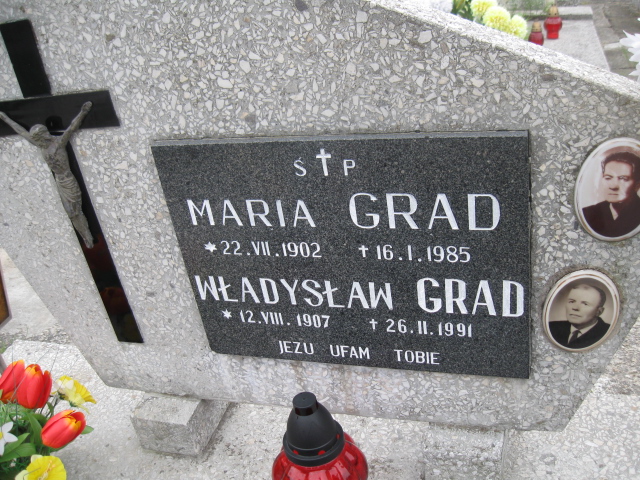 Ś † P
MARIA GRAD
* 22.VII.1902 † 16.I.1985
WŁADYSŁAW GRAD
* 12.VIII.1907 † 26.II.1991
JEZU UFAM TOBIE